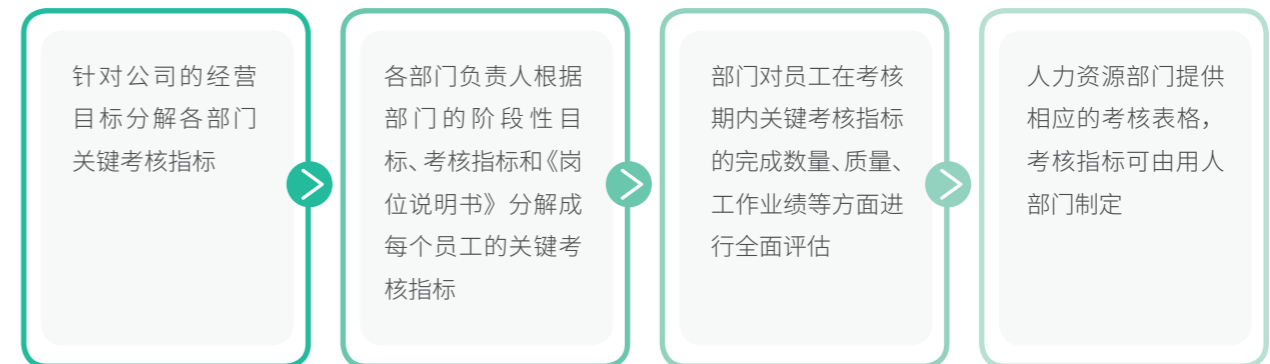 针对公司的经营
目标分解各部门
关键考核指标
各部门负责人根据
部门的阶段性目
标、考核指标和《岗
位说明书》分解成
每个员工的关键考
核指标
部门对员工在考核
期内关键考核指标
的完成数量、质量、
工作业绩等方面进
行全面评估
人力资源部门提供
相应的考核表格，
考核指标可由用人
部门制定